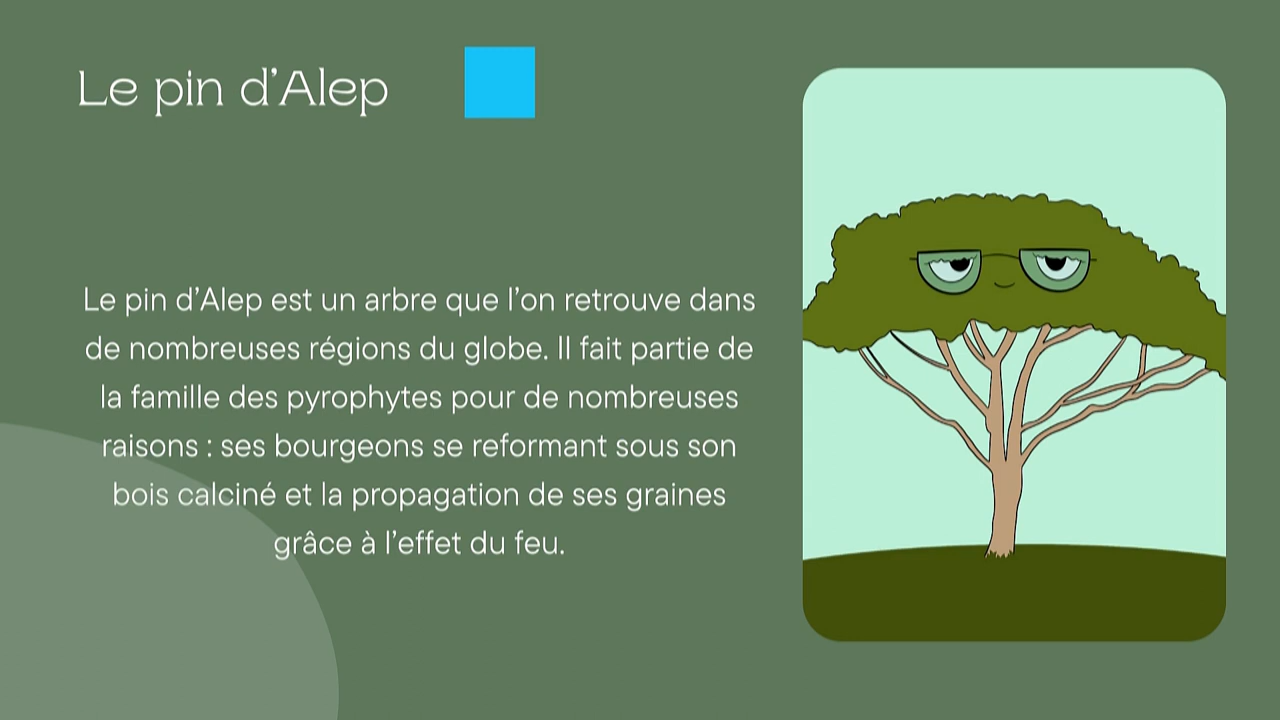 Le pin d’Alep
Le pin d’Alep est un arbre que l’on retrouve dans
de nombreuses régions du globe. Il fait partie de
la famille des pyrophytes pour de nombreuses
raisons : ses bourgeons se reformant sous son
bois calciné et la propagation de ses graines
grâce à l’effet du feu.